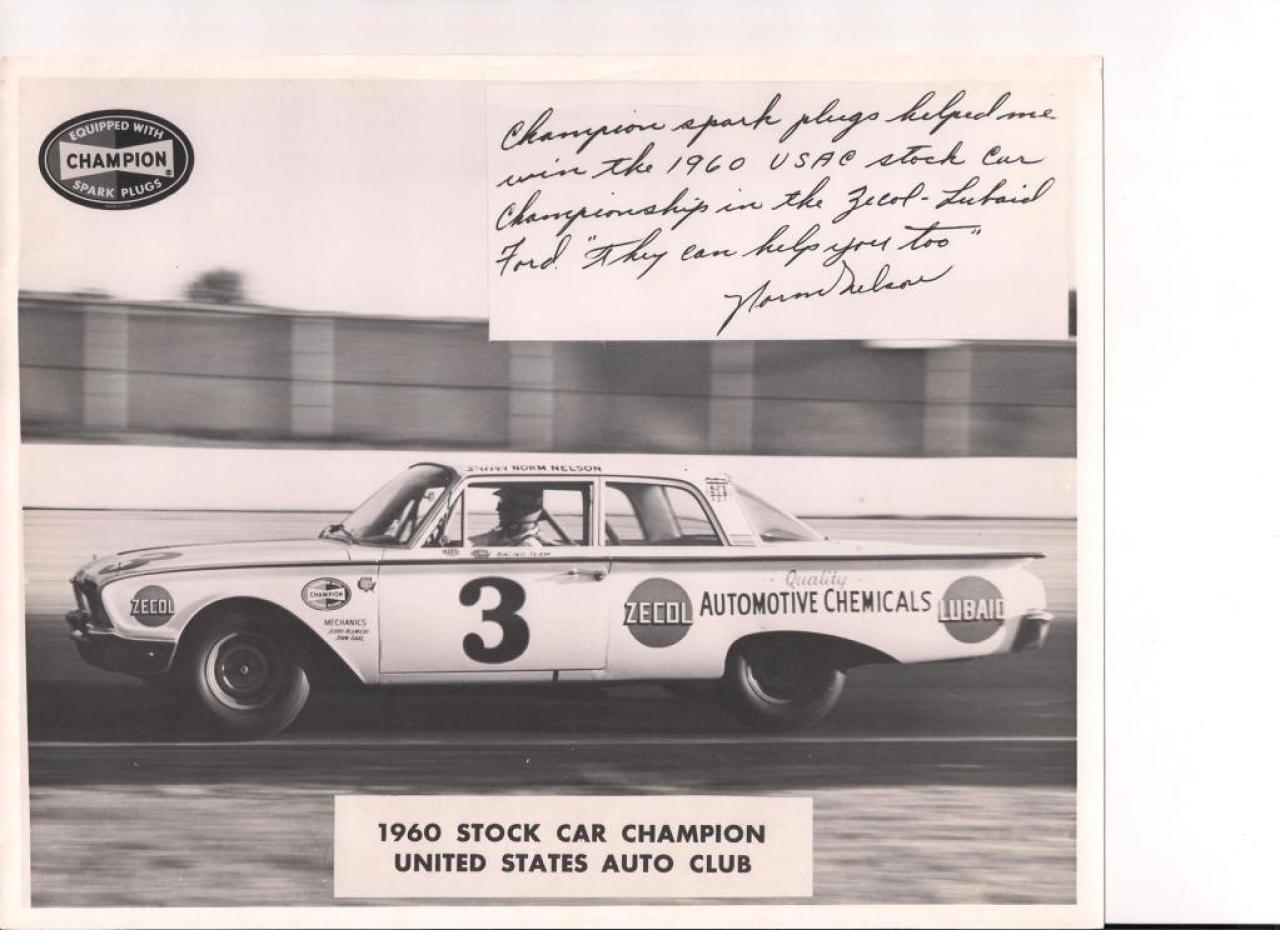 EQUIPPED WITH
CHAMPION
SPARK PLUGS
Champion spark plugs helped me
win the 1960 USAC stock Car
Championship in the Zecol-Lubaid
Ford. "They can help you too"
Norm Nelson
NORM NELSON
RACING TEAM
ZECOL
CHAMPION
MECHANICS
3
ZECOL
Quality
AUTOMOTIVE CHEMICALS
LUBAID
1960 STOCK CAR CHAMPION
UNITED STATES AUTO CLUB